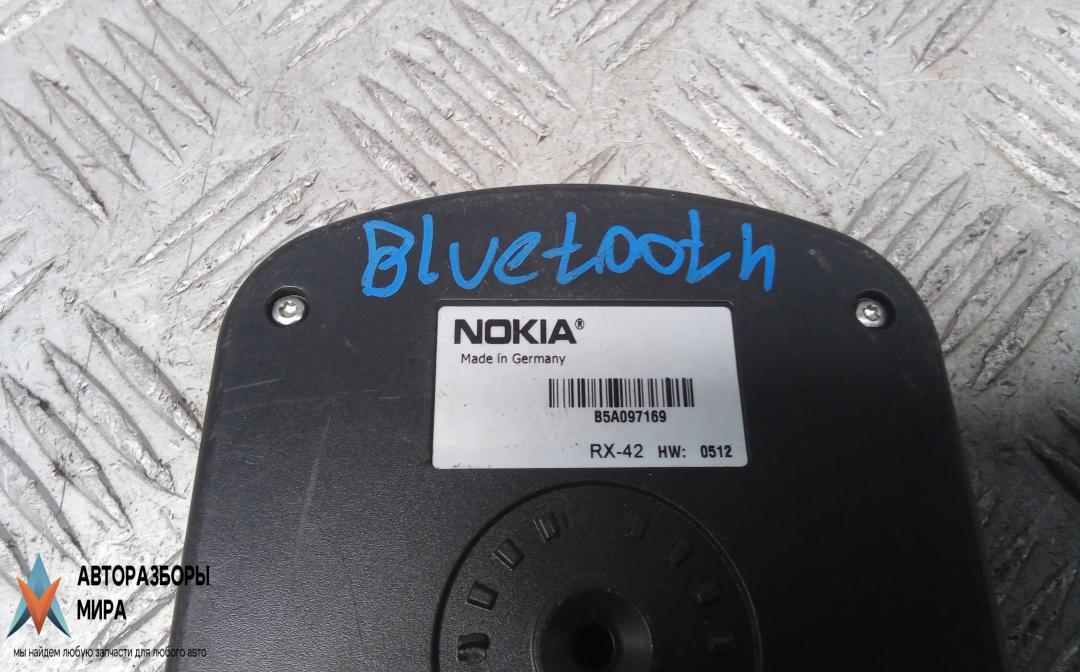 Bluetooth
NOKIA®
Made in Germany
B5A097169
RX-42 HW: 0512
АВТОРАЗБОРЫ
МИРА
мы найдем любую запчасти для любого авто